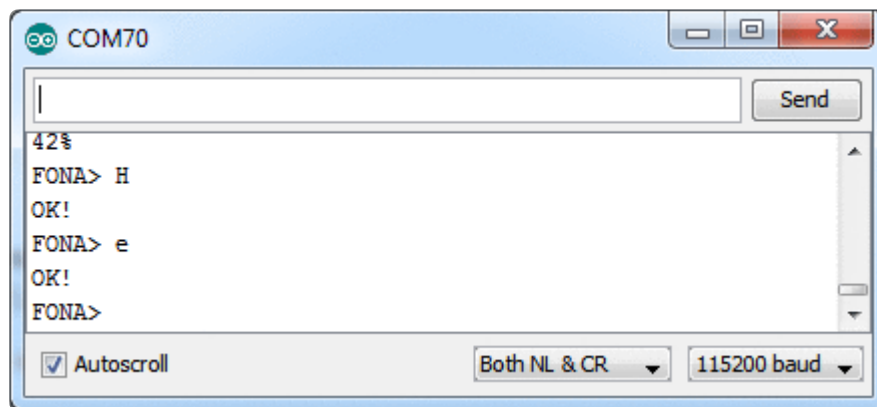 COM70
Send
42%
FONA> H
OK!
FONA> e
OK!
FONA>
Autoscroll
Both NL & CR
115200 baud